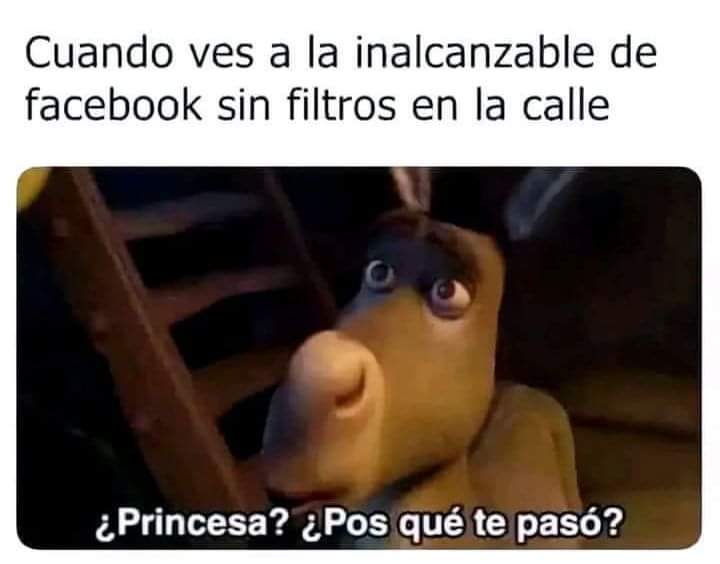 Cuando ves a la inalcanzable de
facebook sin filtros en la calle
¿Princesa? ¿Pos qué te pasó?